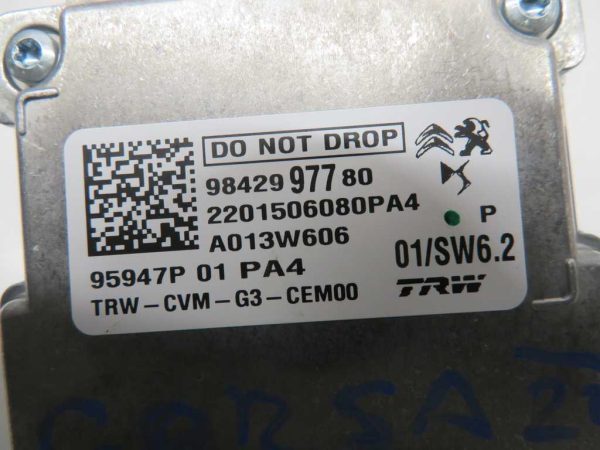 DO NOT DROP
98429 977 80
2201506080PA4
P
A013W606
01/SW6.2
95947P 01 PA4
TRW
TRW-CVM-G3-CEM00
CORSA